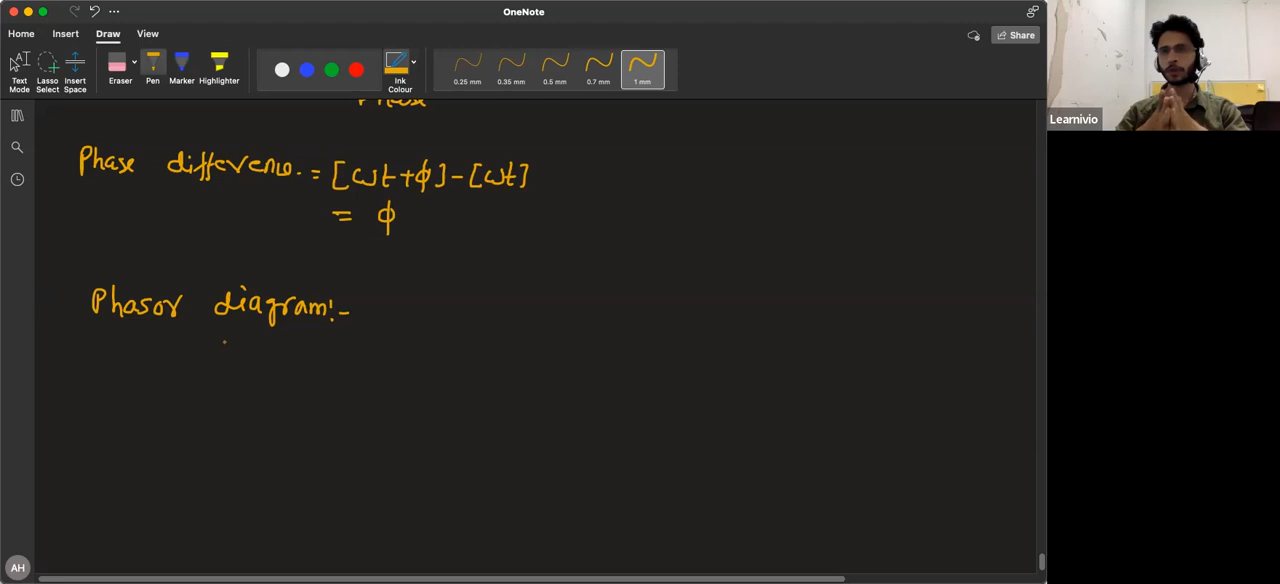 OneNote
Home Insert Draw View
Share
Text Mode
Lasso Select
Insert Space
Eraser
Pen
Marker
Highlighter
Ink Colour
0.25 mm
0.35 mm
0.5 mm
0.7 mm
1 mm
Learnivio
Phase
Phase difference. = [ωt+ϕ]-[ωt]
= ϕ
Phasor diagram:-
AH